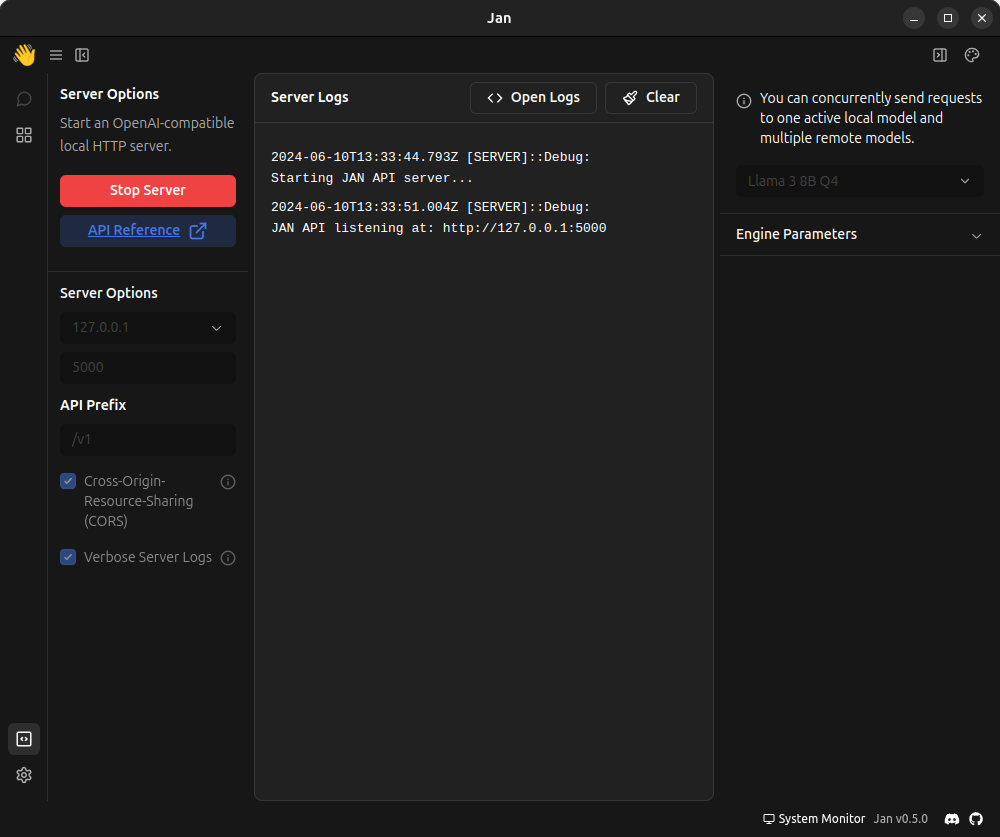 Jan
Server Options
Start an OpenAI-compatible
local HTTP server.
Stop Server
API Reference
Server Options
127.0.0.1
5000
API Prefix
/v1
Cross-Origin-
Resource-Sharing
(CORS)
Verbose Server Logs
Server Logs
Open Logs
Clear
2024-06-10T13:33:44.793Z [SERVER]::Debug:
Starting JAN API server...
2024-06-10T13:33:51.004Z [SERVER]::Debug:
JAN API listening at: http://127.0.0.1:5000
You can concurrently send requests
to one active local model and
multiple remote models.
Llama 3 8B Q4
Engine Parameters
System Monitor
Jan v0.5.0